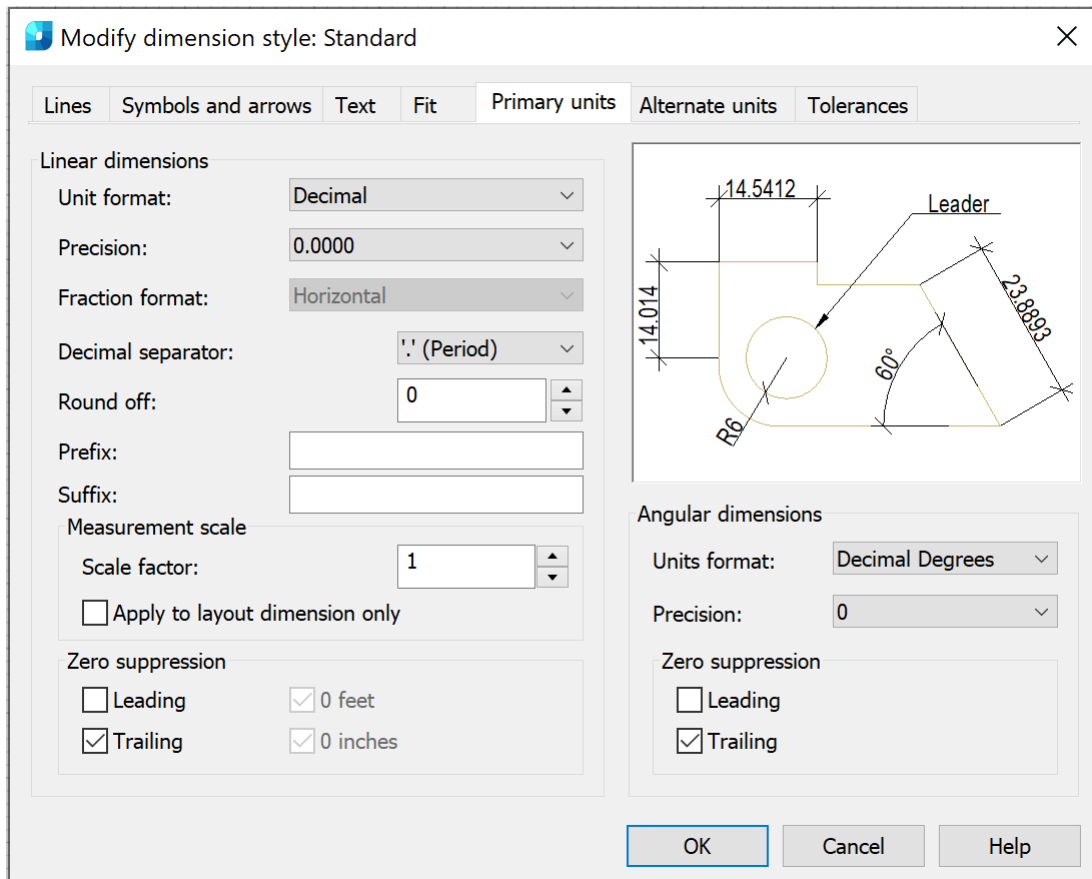 Modify dimension style: Standard
Lines Symbols and arrows Text Fit Primary units Alternate units Tolerances
Linear dimensions
Unit format: Decimal
Precision: 0.0000
Fraction format: Horizontal
Decimal separator: '.' (Period)
Round off: 0
Prefix:
Suffix:
Measurement scale
Scale factor: 1
Apply to layout dimension only
Zero suppression
Leading 0 feet
Trailing 0 inches
14.5412
Leader
14.014
23.8893
60°
R6
Angular dimensions
Units format: Decimal Degrees
Precision: 0
Zero suppression
Leading
Trailing
OK Cancel Help